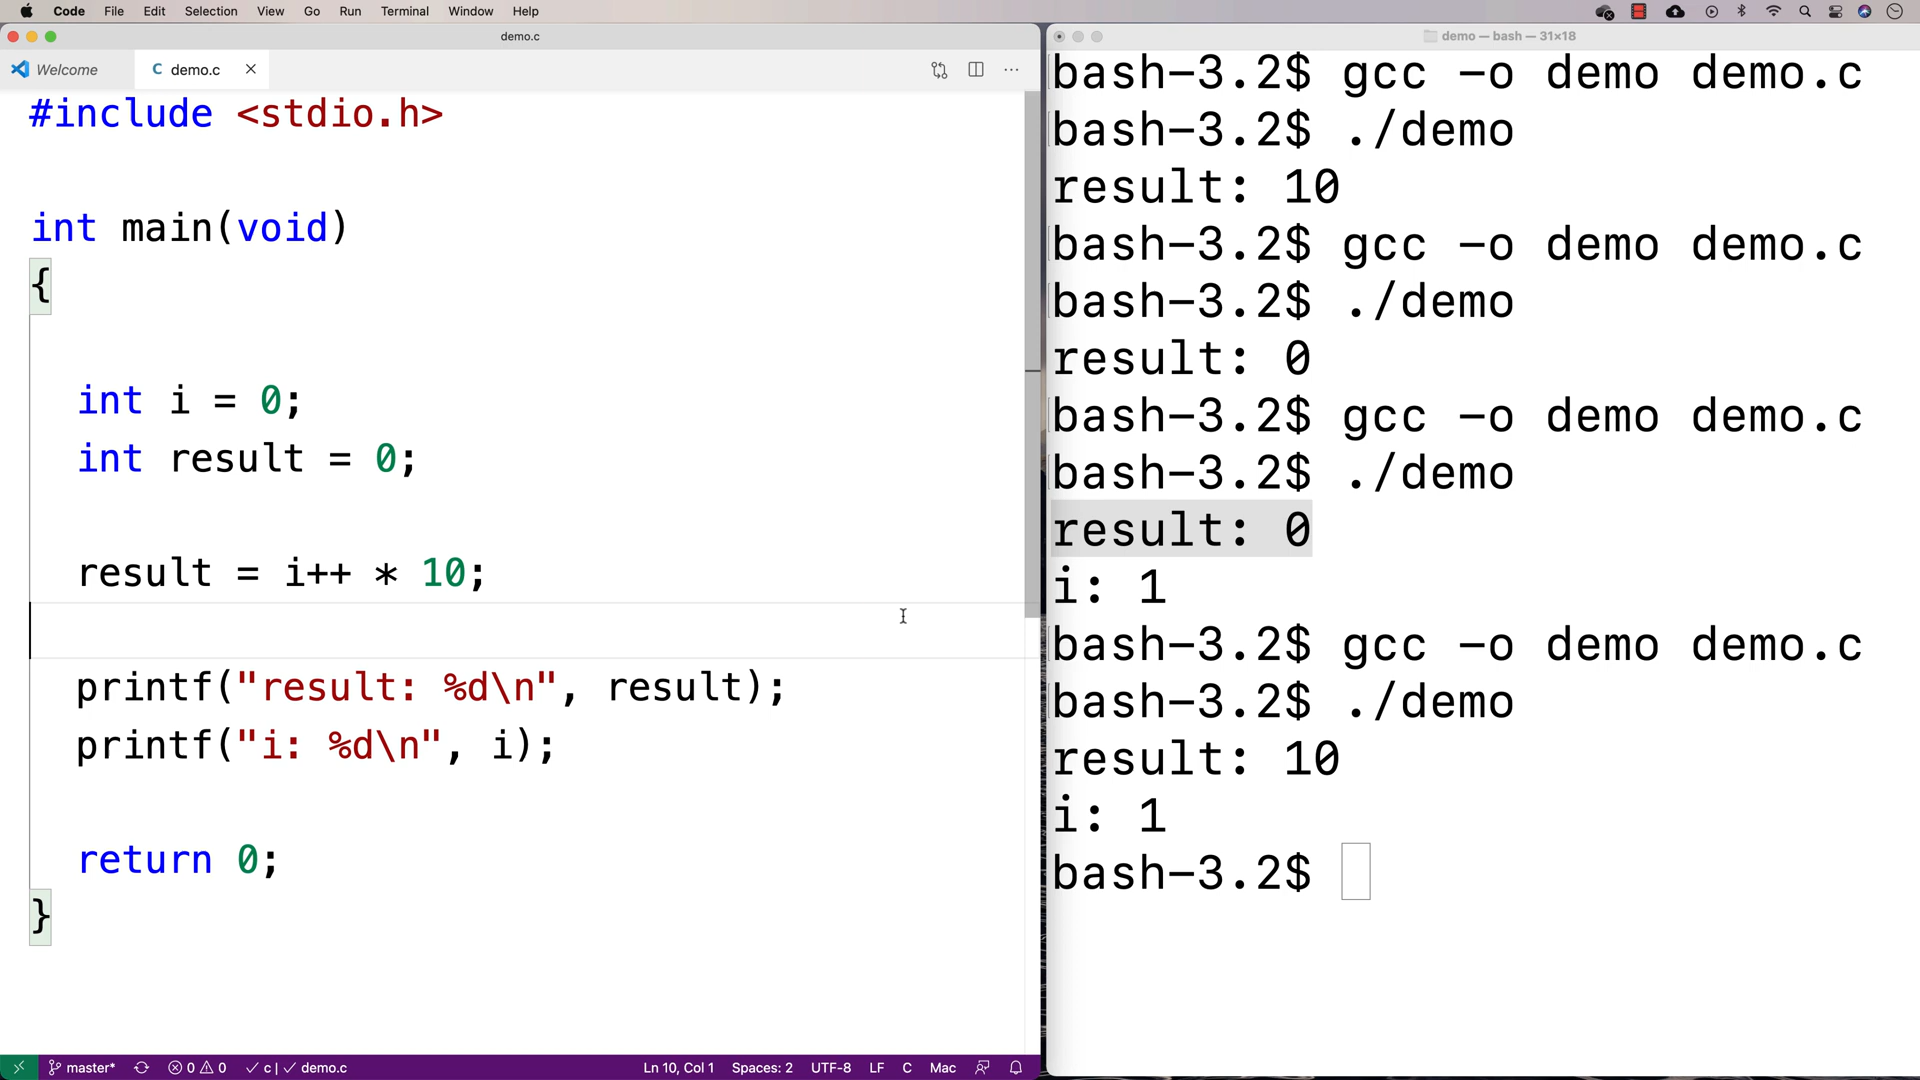 Code File Edit Selection View Go Run Terminal Window Help
demo.c
Welcome C demo.c
#include <stdio.h>
int main(void)
{
int i = 0;
int result = 0;
result = i++ * 10;
printf("result: %d\n", result);
printf("i: %d\n", i);
return 0;
}
master* 0 0 c | demo.c Ln 10, Col 1 Spaces: 2 UTF-8 LF C Mac
demo — bash — 31×18
bash-3.2$ gcc -o demo demo.c
bash-3.2$ ./demo
result: 10
bash-3.2$ gcc -o demo demo.c
bash-3.2$ ./demo
result: 0
bash-3.2$ gcc -o demo demo.c
bash-3.2$ ./demo
result: 0
i: 1
bash-3.2$ gcc -o demo demo.c
bash-3.2$ ./demo
result: 10
i: 1
bash-3.2$